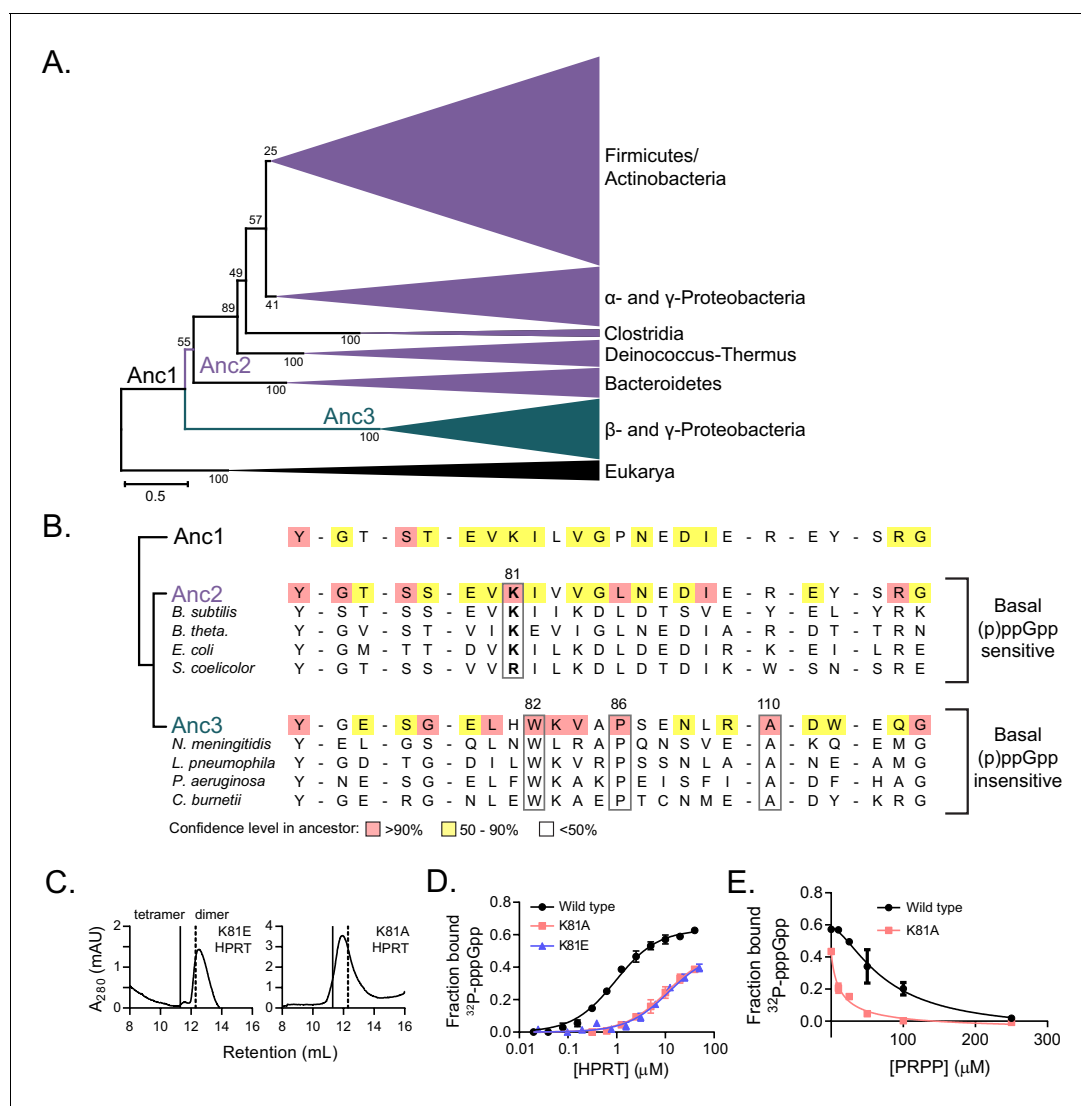 A.
25
Firmicutes/
Actinobacteria
57
49
41
α- and γ-Proteobacteria
89
100
Clostridia
55
Anc2
100
Deinococcus-Thermus
Anc1
100
Bacteroidetes
Anc3
100
β- and γ-Proteobacteria
100
Eukarya
0.5
B.
Anc1 Y - G T - S T - E V K I L V G P N E D I E - R - E Y - S R G
81
Anc2 Y - G T - S S - E V K I V V G L N E D I E - R - E Y - S R G
B. subtilis Y - S T - S S - E V K I I K D L D T S V E - Y - E L - Y R K
B. theta. Y - G V - S T - V I K E V I G L N E D I A - R - D T - T R N
E. coli Y - G M - T T - D V K I L K D L D E D I R - K - E I - S R E
S. coelicolor Y - G T - S S - V V R I L K D L D T D I K - W - S N - S R E
Basal
(p)ppGpp
sensitive
82 86 110
Anc3 Y - G E - S G - E L H W K V A P S E N L R - A - D W - E Q G
N. meningitidis Y - E L - G S - Q L N W L R A P Q N S V E - A - K Q - E M G
L. pneumophila Y - G D - T G - D I L W K V R P S S N L A - A - N E - A M G
P. aeruginosa Y - N E - S G - E L F W K A K P E I S F I - A - D F - H A G
C. burnetii Y - G E - R G - N L E W K A E P T C N M E - A - D Y - K R G
Basal
(p)ppGpp
insensitive
Confidence level in ancestor: >90% 50 - 90% <50%
C.
tetramer dimer
K81E
HPRT
K81A
HPRT
A280 (mAU)
2
1
0
4
3
2
1
0
8 10 12 14 16
8 10 12 14 16
Retention (mL)
D.
Wild type
K81A
K81E
Fraction bound
32P-pppGpp
0.8
0.6
0.4
0.2
0.0
0.01 0.1 1 10 100
[HPRT] (µM)
E.
Wild type
K81A
Fraction bound
32P-pppGpp
0.8
0.6
0.4
0.2
0.0
100 200 300
[PRPP] (µM)